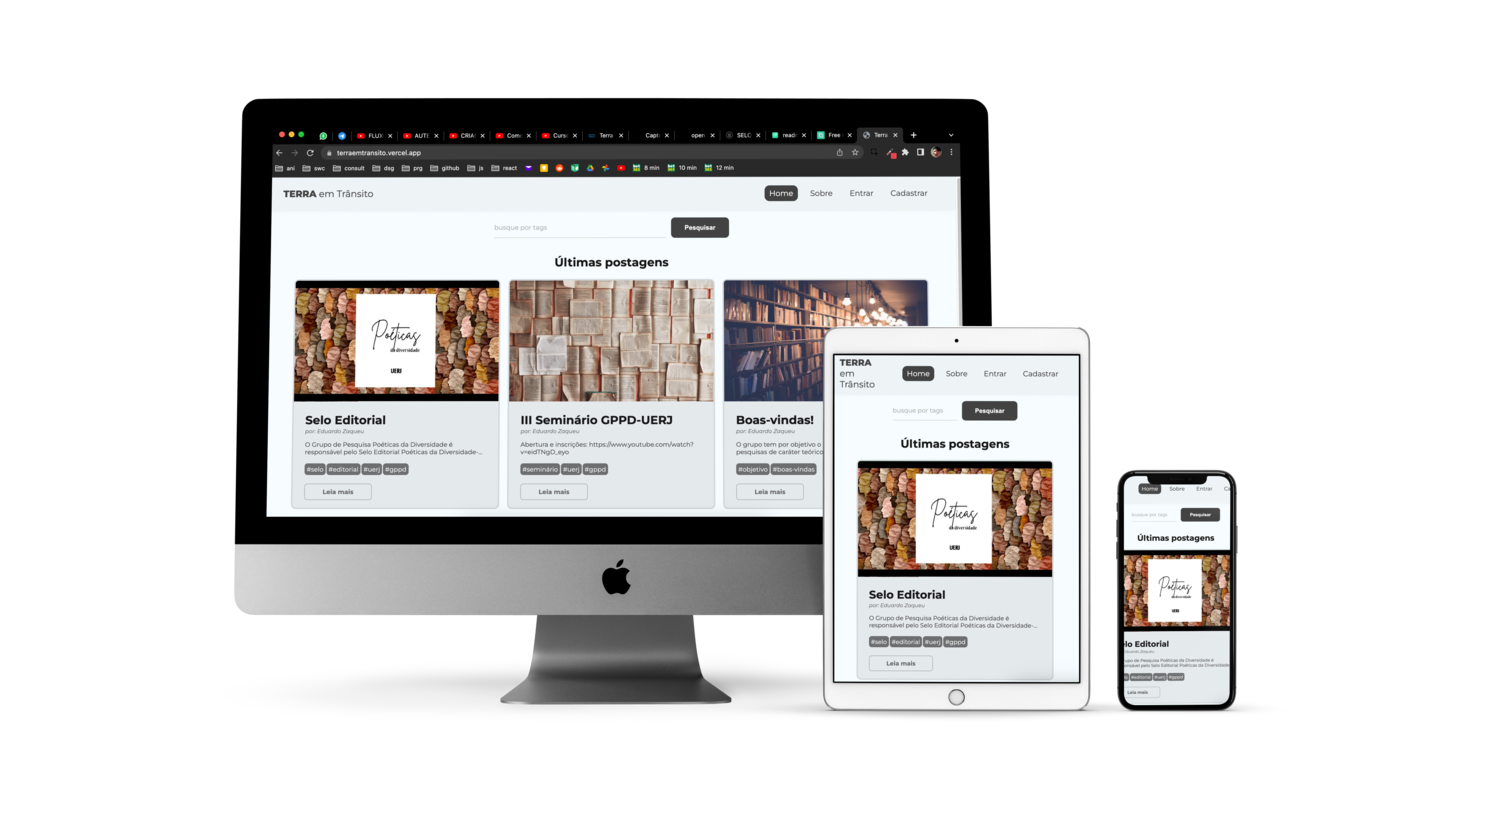 FLUX
AUTE
CRIA
Com
Curs
Terra
Capt
open
SELO
readi
Free
Terra
terraemtransito.vercel.app
ani swc consult dsg prg github js react 8 min 10 min 12 min
TERRA em Trânsito
Home Sobre Entrar Cadastrar
busque por tags Pesquisar
Últimas postagens
Poéticas
da diversidade
UERJ
Selo Editorial
por: Eduardo Zaqueu
O Grupo de Pesquisa Poéticas da Diversidade é
responsável pelo Selo Editorial Poéticas da Diversidade-...
#selo #editorial #uerj #gppd
Leia mais
III Seminário GPPD-UERJ
por: Eduardo Zaqueu
Abertura e inscrições: https://www.youtube.com/watch?
v=eidTNgD_eyo
#seminário #uerj #gppd
Leia mais
Boas-vindas!
por: Eduardo Zaqueu
O grupo tem por objetivo o
pesquisas de caráter teórico
#objetivo #boas-vindas
Leia mais
TERRA
em
Trânsito
Home Sobre Entrar Cadastrar
busque por tags Pesquisar
Últimas postagens
Poéticas
da diversidade
UERJ
Selo Editorial
por: Eduardo Zaqueu
O Grupo de Pesquisa Poéticas da Diversidade é
responsável pelo Selo Editorial Poéticas da Diversidade-...
#selo #editorial #uerj #gppd
Leia mais
Home Sobre Entrar Ca
busque por tags Pesquisar
Últimas postagens
Poéticas
da diversidade
UERJ
elo Editorial
Eduardo Zaqueu
Grupo de Pesquisa Poéticas da Diversidade é
onsável pelo Selo Editorial Poéticas da Diversidade
#editorial #uerj #gppd
Leia mais